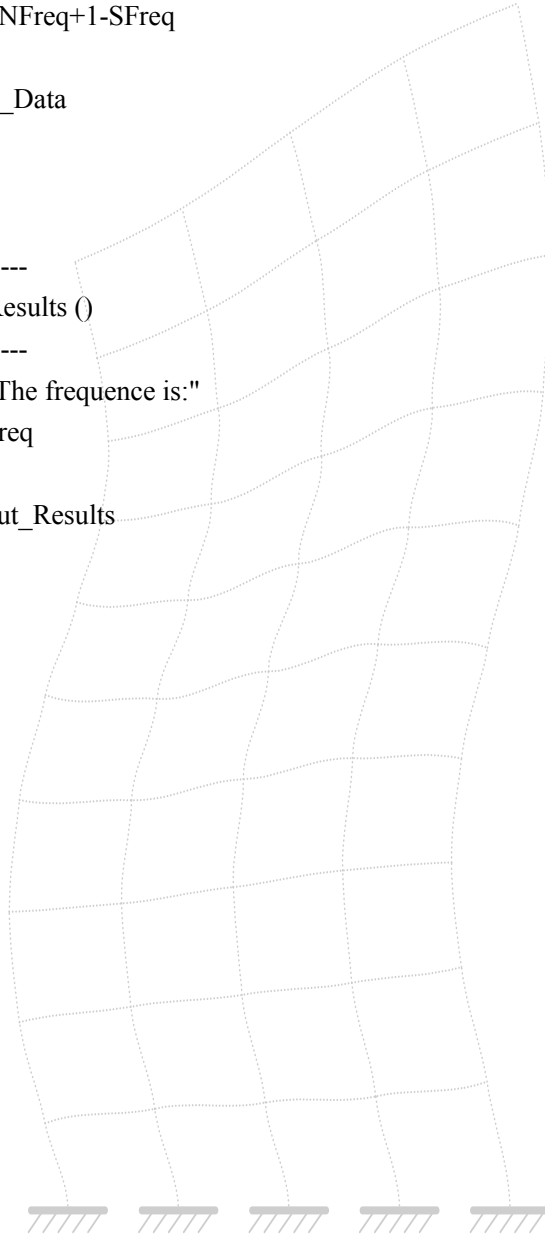 NFreq+1-SFreq
_Data
---
Results ()
---
The frequence is:"
req
ut_Results